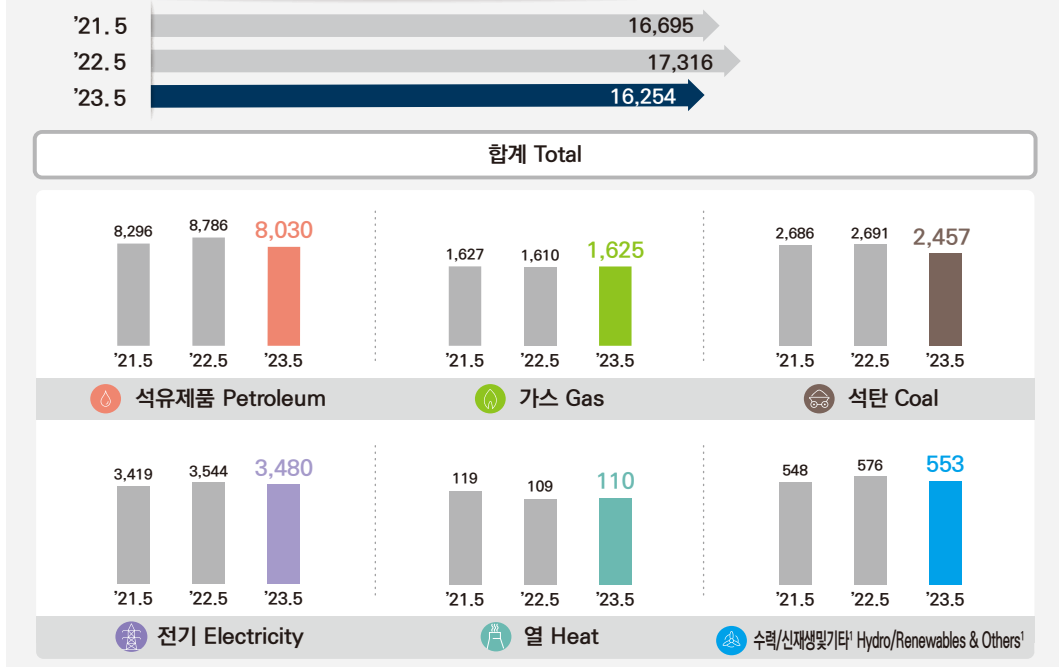 ’21.5 16,695
’22.5 17,316
’23.5 16,254
합계 Total
8,296 8,786 8,030
’21.5 ’22.5 ’23.5
석유제품 Petroleum
1,627 1,610 1,625
’21.5 ’22.5 ’23.5
가스 Gas
2,686 2,691 2,457
’21.5 ’22.5 ’23.5
석탄 Coal
3,419 3,544 3,480
’21.5 ’22.5 ’23.5
전기 Electricity
119 109 110
’21.5 ’22.5 ’23.5
열 Heat
548 576 553
’21.5 ’22.5 ’23.5
수력/신재생및기타¹ Hydro/Renewables & Others¹